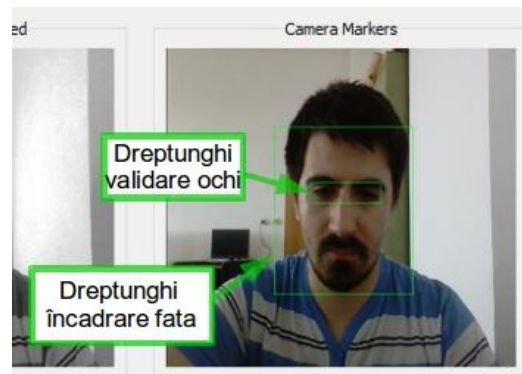 ed
Camera Markers
Dreptunghi
validare ochi
Dreptunghi
încadrare fata